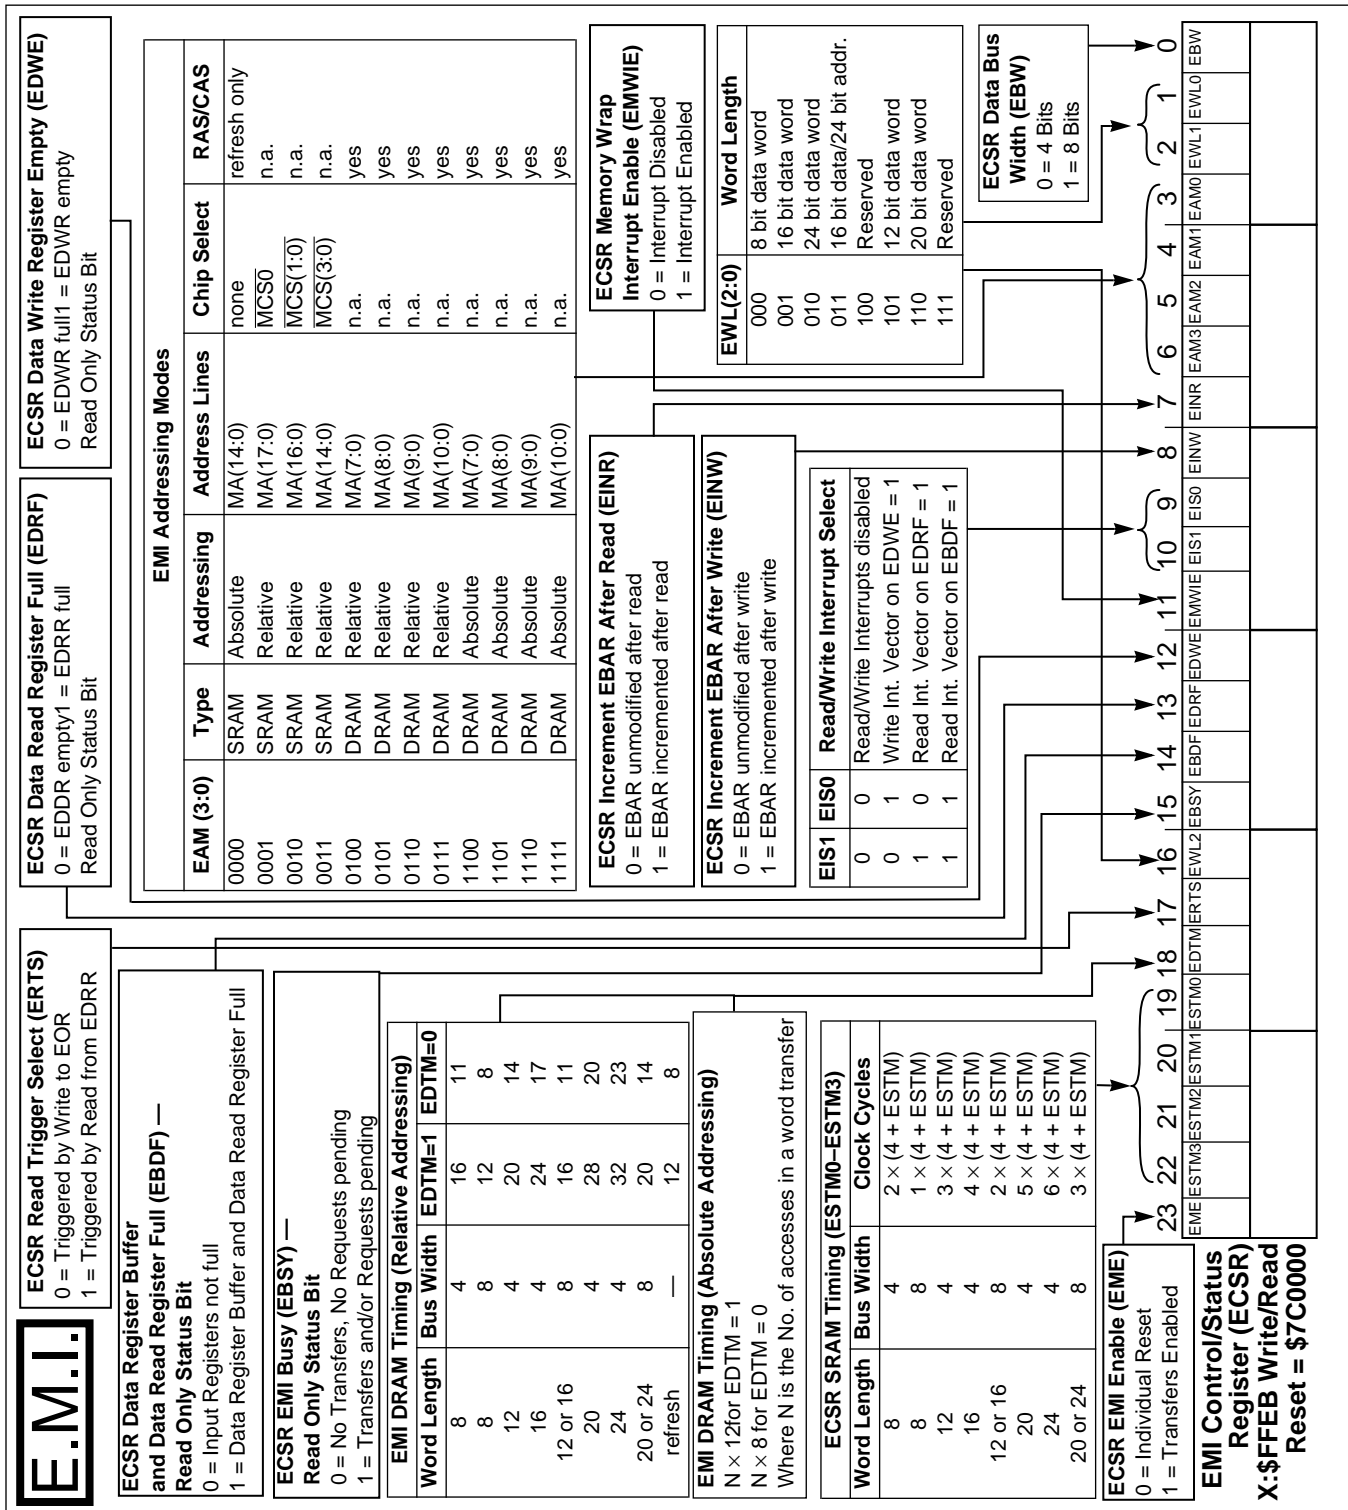 E.M.I.
ECSR Read Trigger Select (ERTS)
0 = Triggered by Write to EOR
1 = Triggered by Read from EDRR
ECSR Data Read Register Full (EDRF)
0 = EDDR empty1 = EDRR full
Read Only Status Bit
ECSR Data Write Register Empty (EDWE)
0 = EDWR full1 = EDWR empty
Read Only Status Bit
ECSR Data Register Buffer
and Data Read Register Full (EBDF) —
Read Only Status Bit
0 = Input Registers not full
1 = Data Register Buffer and Data Read Register Full
ECSR EMI Busy (EBSY) —
Read Only Status Bit
0 = No Transfers, No Requests pending
1 = Transfers and/or Requests pending
EMI DRAM Timing (Relative Addressing)
Word Length Bus Width EDTM=1 EDTM=0
8 4 16 11
8 8 12 8
12 4 20 14
16 4 24 17
12 or 16 8 16 11
20 4 28 20
24 4 32 23
20 or 24 8 20 14
refresh — 12 8
EMI DRAM Timing (Absolute Addressing)
N × 12for EDTM = 1
N × 8 for EDTM = 0
Where N is the No. of accesses in a word transfer
ECSR SRAM Timing (ESTM0–ESTM3)
Word Length Bus Width Clock Cycles
8 4 2 × (4 + ESTM)
8 8 1 × (4 + ESTM)
12 4 3 × (4 + ESTM)
16 4 4 × (4 + ESTM)
12 or 16 8 2 × (4 + ESTM)
20 4 5 × (4 + ESTM)
24 4 6 × (4 + ESTM)
20 or 24 8 3 × (4 + ESTM)
ECSR EMI Enable (EME)
0 = Individual Reset
1 = Transfers Enabled
EMI Addressing Modes
EAM (3:0) Type Addressing Address Lines Chip Select RAS/CAS
0000 SRAM Absolute MA(14:0) none refresh only
0001 SRAM Relative MA(17:0) MCS0 n.a.
0010 SRAM Relative MA(16:0) MCS(1:0) n.a.
0011 SRAM Relative MA(14:0) MCS(3:0) n.a.
0100 DRAM Relative MA(7:0) n.a. yes
0101 DRAM Relative MA(8:0) n.a. yes
0110 DRAM Relative MA(9:0) n.a. yes
0111 DRAM Relative MA(10:0) n.a. yes
1100 DRAM Absolute MA(7:0) n.a. yes
1101 DRAM Absolute MA(8:0) n.a. yes
1110 DRAM Absolute MA(9:0) n.a. yes
1111 DRAM Absolute MA(10:0) n.a. yes
ECSR Increment EBAR After Read (EINR)
0 = EBAR unmodified after read
1 = EBAR incremented after read
ECSR Memory Wrap
Interrupt Enable (EMWIE)
0 = Interrupt Disabled
1 = Interrupt Enabled
ECSR Increment EBAR After Write (EINW)
0 = EBAR unmodified after write
1 = EBAR incremented after write
EWL(2:0) Word Length
000 8 bit data word
001 16 bit data word
010 24 bit data word
011 16 bit data/24 bit addr.
100 Reserved
101 12 bit data word
110 20 bit data word
111 Reserved
EIS1 EIS0 Read/Write Interrupt Select
0 0 Read/Write Interrupts disabled
0 1 Write Int. Vector on EDWE = 1
1 0 Read Int. Vector on EDRF = 1
1 1 Read Int. Vector on EBDF = 1
ECSR Data Bus
Width (EBW)
0 = 4 Bits
1 = 8 Bits
23 22 21 20 19 18 17 16 15 14 13 12 11 10 9 8 7 6 5 4 3 2 1 0
EME ESTM3 ESTM2 ESTM1 ESTM0 EDTM ERTS EWL2 EBSY EBDF EDRF EDWE EMWIE EIS1 EIS0 EINW EINR EAM3 EAM2 EAM1 EAM0 EWL1 EWL0 EBW
EMI Control/Status
Register (ECSR)
X:$FFEB Write/Read
Reset = $7C0000